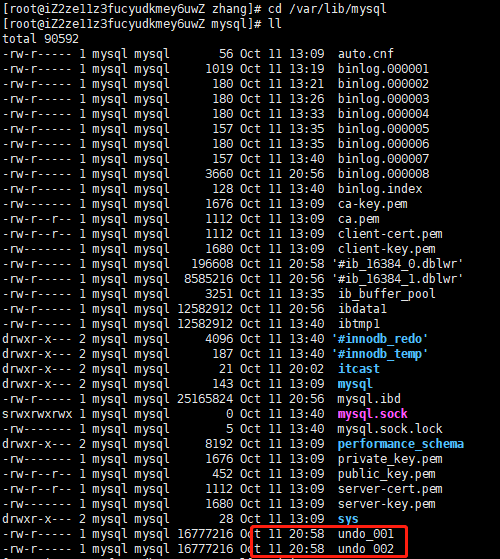 [root@iZ2ze11z3fucyudkmey6uwZ zhang]# cd /var/lib/mysql
[root@iZ2ze11z3fucyudkmey6uwZ mysql]# ll
total 90592
-rw-r----- 1 mysql mysql       56 Oct 11 13:09  auto.cnf
-rw-r----- 1 mysql mysql     1019 Oct 11 13:19  binlog.000001
-rw-r----- 1 mysql mysql      180 Oct 11 13:21  binlog.000002
-rw-r----- 1 mysql mysql      180 Oct 11 13:26  binlog.000003
-rw-r----- 1 mysql mysql      180 Oct 11 13:33  binlog.000004
-rw-r----- 1 mysql mysql      157 Oct 11 13:35  binlog.000005
-rw-r----- 1 mysql mysql      180 Oct 11 13:35  binlog.000006
-rw-r----- 1 mysql mysql      157 Oct 11 13:40  binlog.000007
-rw-r----- 1 mysql mysql     3660 Oct 11 20:56  binlog.000008
-rw-r----- 1 mysql mysql      128 Oct 11 13:40  binlog.index
-rw------- 1 mysql mysql     1676 Oct 11 13:09  ca-key.pem
-rw-r--r-- 1 mysql mysql     1112 Oct 11 13:09  ca.pem
-rw-r--r-- 1 mysql mysql     1112 Oct 11 13:09  client-cert.pem
-rw------- 1 mysql mysql     1680 Oct 11 13:09  client-key.pem
-rw-r----- 1 mysql mysql   196608 Oct 11 20:58 '#ib_16384_0.dblwr'
-rw-r----- 1 mysql mysql  8585216 Oct 11 20:56 '#ib_16384_1.dblwr'
-rw-r----- 1 mysql mysql     3251 Oct 11 13:35  ib_buffer_pool
-rw-r----- 1 mysql mysql 12582912 Oct 11 20:56  ibdata1
-rw-r----- 1 mysql mysql 12582912 Oct 11 13:40  ibtmp1
drwxr-x--- 2 mysql mysql     4096 Oct 11 13:40 '#innodb_redo'
drwxr-x--- 2 mysql mysql      187 Oct 11 13:40 '#innodb_temp'
drwxr-x--- 2 mysql mysql       21 Oct 11 20:02  itcast
drwxr-x--- 2 mysql mysql      143 Oct 11 13:09  mysql
-rw-r----- 1 mysql mysql 25165824 Oct 11 20:56  mysql.ibd
srwxrwxrwx 1 mysql mysql        0 Oct 11 13:40  mysql.sock
-rw------- 1 mysql mysql        5 Oct 11 13:40  mysql.sock.lock
drwxr-x--- 2 mysql mysql     8192 Oct 11 13:09  performance_schema
-rw------- 1 mysql mysql     1676 Oct 11 13:09  private_key.pem
-rw-r--r-- 1 mysql mysql      452 Oct 11 13:09  public_key.pem
-rw-r--r-- 1 mysql mysql     1112 Oct 11 13:09  server-cert.pem
-rw------- 1 mysql mysql     1680 Oct 11 13:09  server-key.pem
drwxr-x--- 2 mysql mysql       28 Oct 11 13:09  sys
-rw-r----- 1 mysql mysql 16777216 Oct 11 20:58  undo_001
-rw-r----- 1 mysql mysql 16777216 Oct 11 20:58  undo_002